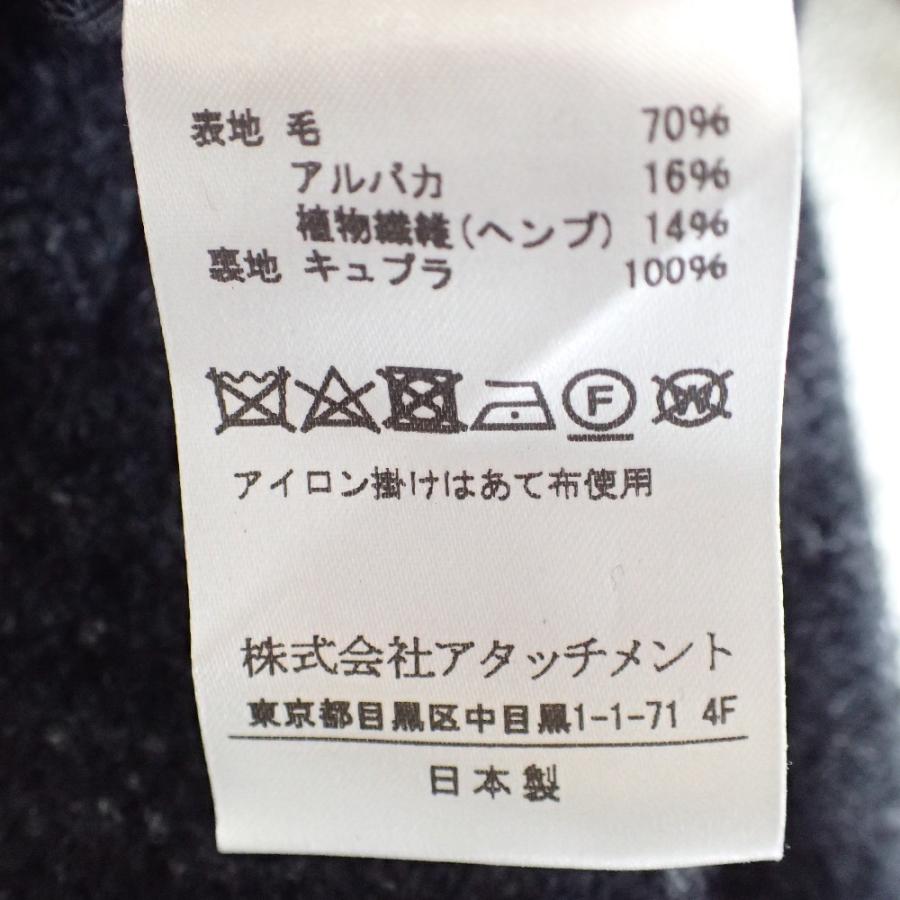 表地 毛 70%
アルパカ 16%
植物繊維(ヘンプ) 14%
裏地 キュプラ 100%
F W
アイロン掛けはあて布使用
株式会社アタッチメント
東京都目黒区中目黒1-1-71 4F
日本製